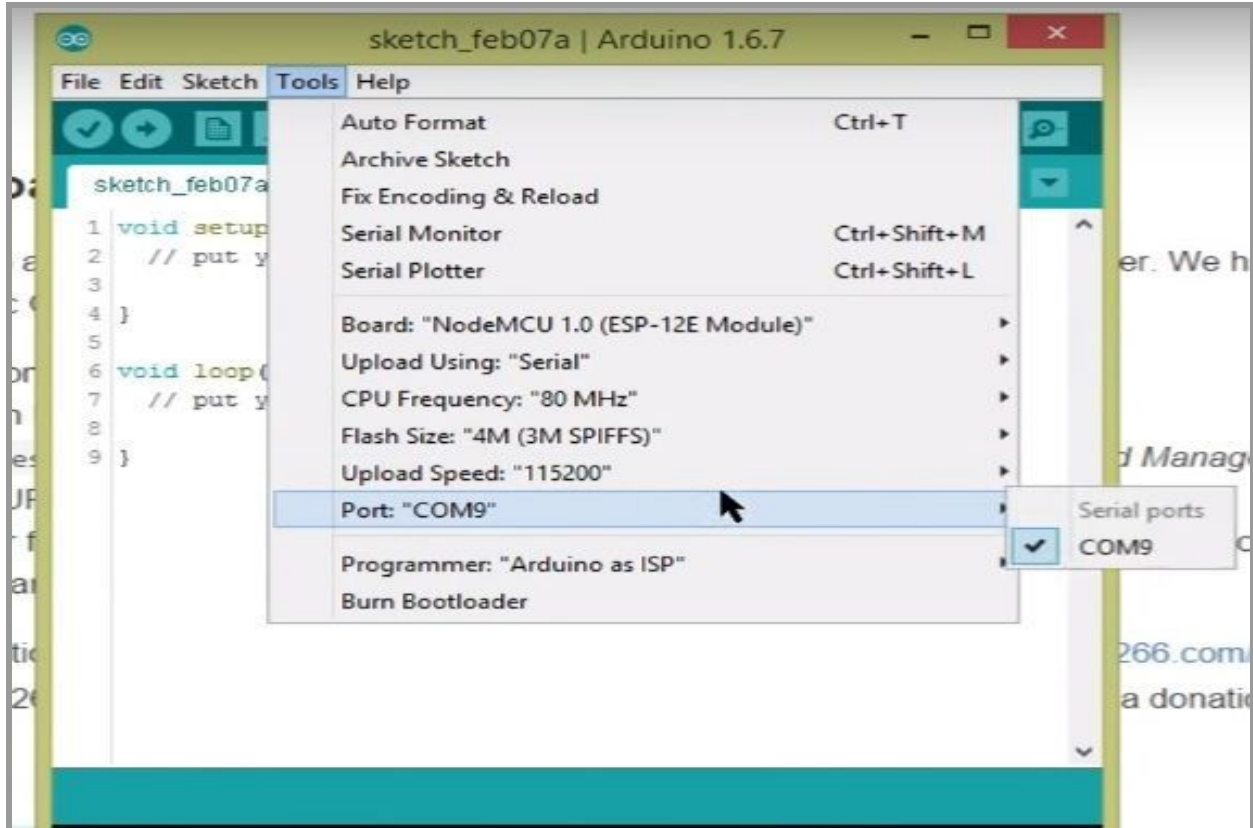 sketch_feb07a | Arduino 1.6.7
File Edit Sketch Tools Help
Auto Format Ctrl+T
Archive Sketch
sketch_feb07a
Fix Encoding & Reload
1 void setup
Serial Monitor Ctrl+Shift+M
2 // put y
er. We h
Serial Plotter Ctrl+Shift+L
3
4 }
Board: "NodeMCU 1.0 (ESP-12E Module)"
5
Upload Using: "Serial"
6 void loop(
7 // put y
CPU Frequency: "80 MHz"
8
Flash Size: "4M (3M SPIFFS)"
9 }
d Manag
Upload Speed: "115200"
Port: "COM9"
Serial ports
COM9
Programmer: "Arduino as ISP"
Burn Bootloader
266.com/
a donatio